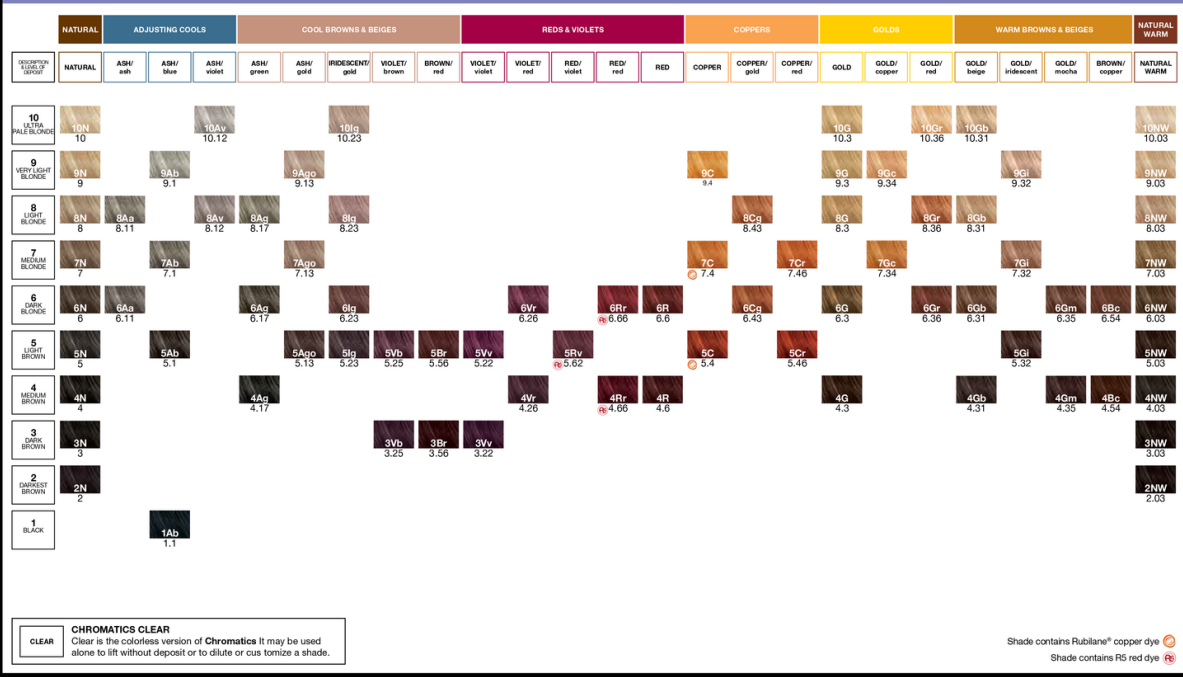 NATURAL
ADJUSTING COOLS
COOL BROWNS & BEIGES
REDS & VIOLETS
COPPERS
GOLDS
WARM BROWNS & BEIGES
NATURAL
WARM
DESCRIPTION
& LEVEL OF
DEPOSIT
NATURAL
ASH/
ash
ASH/
blue
ASH/
violet
ASH/
green
ASH/
gold
IRIDESCENT/
gold
VIOLET/
brown
BROWN/
red
VIOLET/
violet
VIOLET/
red
RED/
violet
RED/
red
RED
COPPER
COPPER/
gold
COPPER/
red
GOLD
GOLD/
copper
GOLD/
red
GOLD/
beige
GOLD/
iridescent
GOLD/
mocha
BROWN/
copper
NATURAL
WARM
10
ULTRA
PALE BLONDE
10N 10Av 10Ig 10G 10Gr 10Gb 10NW
10 10.12 10.23 10.3 10.36 10.31 10.03
9
VERY LIGHT
BLONDE
9N 9Ab 9Ago 9C 9G 9Gc 9Gi 9NW
9 9.1 9.13 9.4 9.3 9.34 9.32 9.03
8
LIGHT
BLONDE
8N 8Aa 8Av 8Ag 8Ig 8Cg 8G 8Gr 8Gb 8NW
8 8.11 8.12 8.17 8.23 8.43 8.3 8.36 8.31 8.03
7
MEDIUM
BLONDE
7N 7Ab 7Ago 7C 7Cr 7Gc 7Gi 7NW
7 7.1 7.13 7.4 7.46 7.34 7.32 7.03
6
DARK
BLONDE
6N 6Aa 6Ag 6Ig 6Vr 6Rr 6R 6Cg 6G 6Gr 6Gb 6Gm 6Bc 6NW
6 6.11 6.17 6.23 6.26 R5 6.66 6.6 6.43 6.3 6.36 6.31 6.35 6.54 6.03
5
LIGHT
BROWN
5N 5Ab 5Ago 5Ig 5Vb 5Br 5Vv 5Rv 5C 5Cr 5Gi 5NW
5 5.1 5.13 5.23 5.25 5.56 5.22 R5 5.62 5.4 5.46 5.32 5.03
4
MEDIUM
BROWN
4N 4Ag 4Vr 4Rr 4R 4G 4Gb 4Gm 4Bc 4NW
4 4.17 4.26 R5 4.66 4.6 4.3 4.31 4.35 4.54 4.03
3
DARK
BROWN
3N 3Vb 3Br 3Vv 3NW
3 3.25 3.56 3.22 3.03
2
DARKEST
BROWN
2N 2NW
2 2.03
1
BLACK
1Ab
1.1
CLEAR
CHROMATICS CLEAR
Clear is the colorless version of Chromatics It may be used
alone to lift without deposit or to dilute or cus tomize a shade.
Shade contains Rubilane® copper dye
Shade contains R5 red dye R5